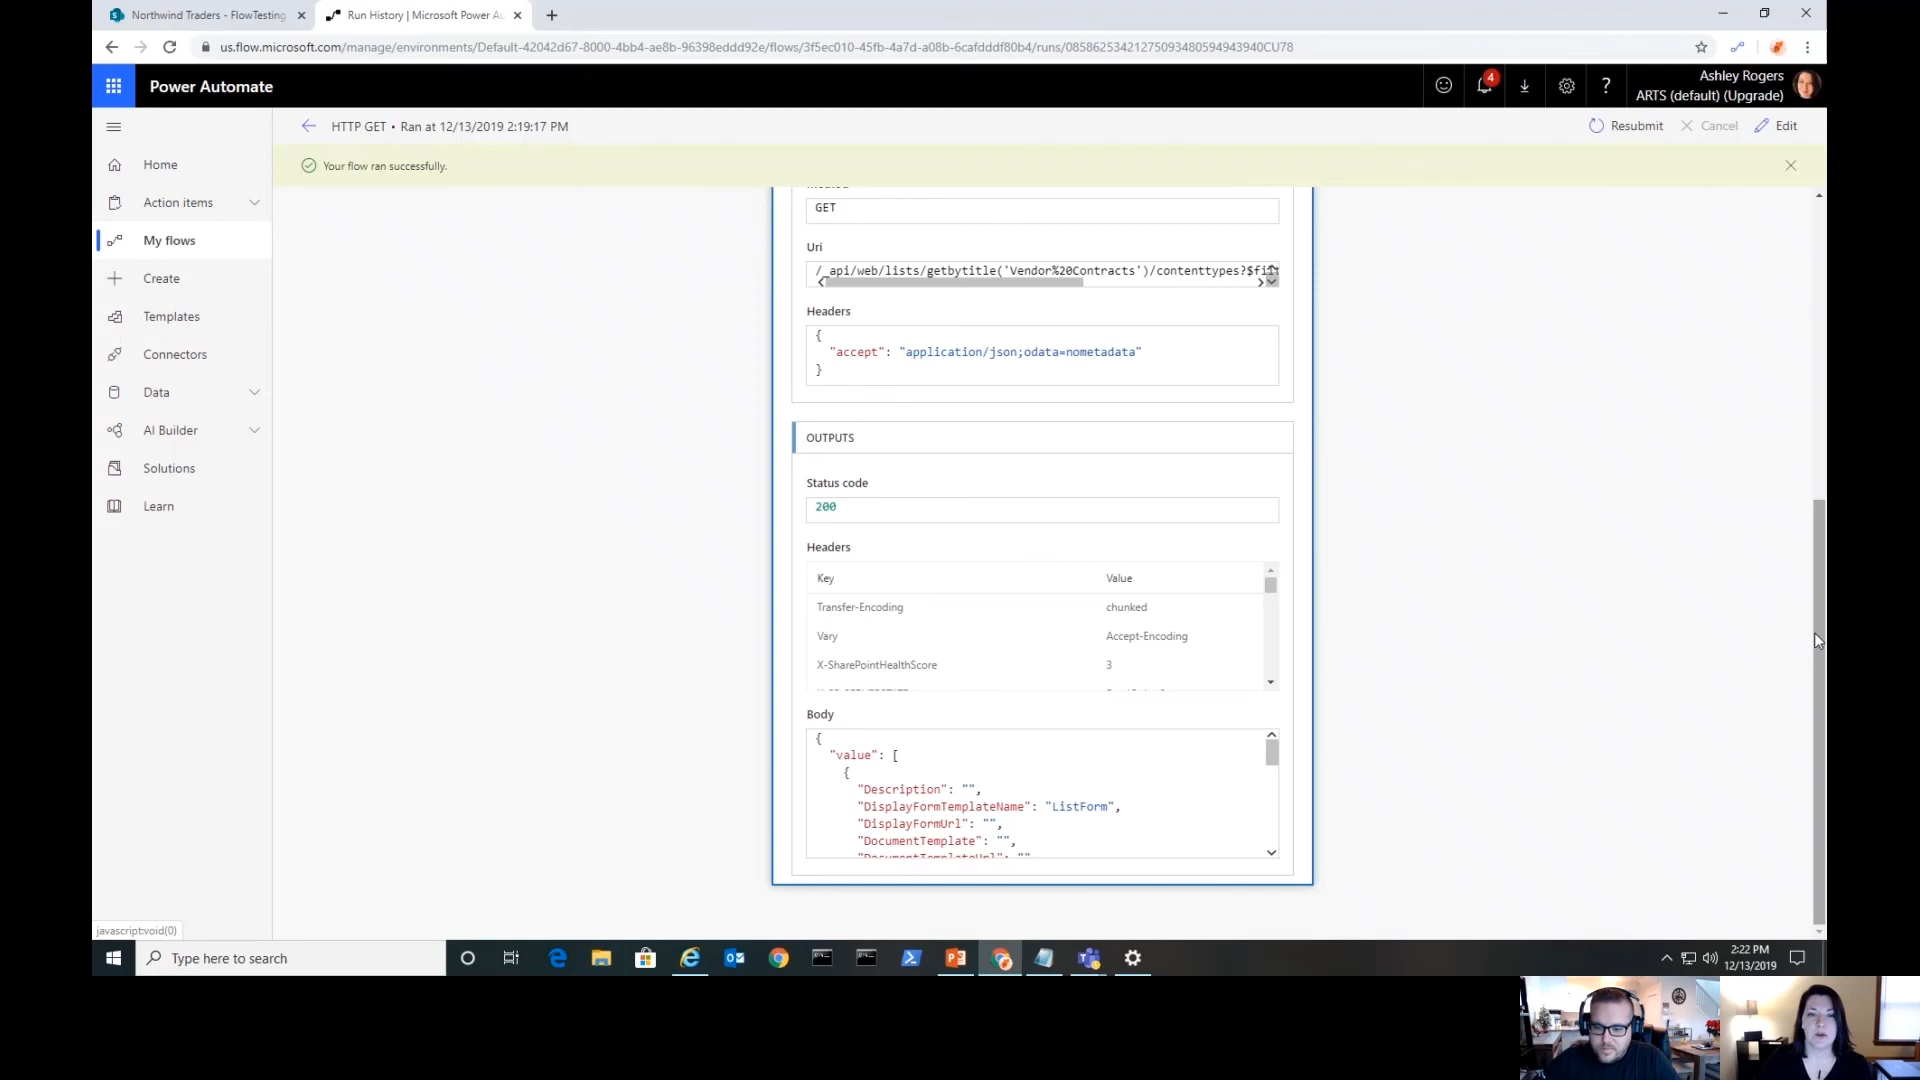 Northwind Traders - FlowTesting
Run History | Microsoft Power Au
us.flow.microsoft.com/manage/environments/Default-42042d67-8000-4bb4-ae8b-96398eddd92e/flows/3f5ec010-45fb-4a7d-a08b-6cafdddf80b4/runs/08586253421275093480594943940CU78
Power Automate
4
?
Ashley Rogers
ARTS (default) (Upgrade)
HTTP GET • Ran at 12/13/2019 2:19:17 PM
Resubmit
Cancel
Edit
Your flow ran successfully.
Home
Action items
My flows
Create
Templates
Connectors
Data
AI Builder
Solutions
Learn
GET
Uri
/_api/web/lists/getbytitle('Vendor%20Contracts')/contenttypes?$filt
Headers
{
"accept": "application/json;odata=nometadata"
}
OUTPUTS
Status code
200
Headers
Key Value
Transfer-Encoding chunked
Vary Accept-Encoding
X-SharePointHealthScore 3
Body
{
"value": [
{
"Description": "",
"DisplayFormTemplateName": "ListForm",
"DisplayFormUrl": "",
"DocumentTemplate": "",
"DocumentTemplateUrl": ""
javascript:void(0)
Type here to search
2:22 PM
12/13/2019